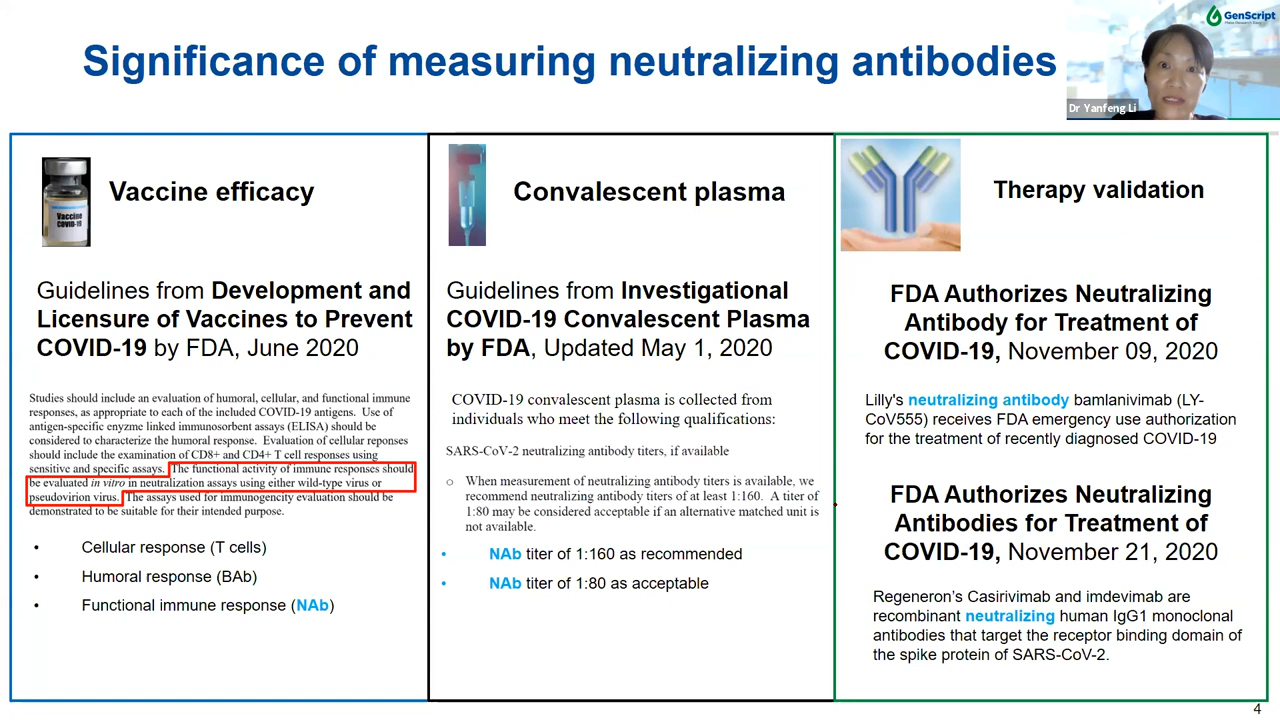 Significance of measuring neutralizing antibodies
GenScript
Make Research Easy
Dr Yanfeng Li
Vaccine
COVID-19
Vaccine efficacy
Guidelines from Development and
Licensure of Vaccines to Prevent
COVID-19 by FDA, June 2020
Studies should include an evaluation of humoral, cellular, and functional immune
responses, as appropriate to each of the included COVID-19 antigens. Use of
antigen-specific enyzme linked immunosorbent assays (ELISA) should be
considered to characterize the humoral response. Evaluation of cellular reponses
should include the examination of CD8+ and CD4+ T cell responses using
sensitive and specific assays. The functional activity of immune responses should
be evaluated in vitro in neutralization assays using either wild-type virus or
pseudovirion virus. The assays used for immunogecity evaluation should be
demonstrated to be suitable for their intended purpose.
• Cellular response (T cells)
• Humoral response (BAb)
• Functional immune response (NAb)
Convalescent plasma
Guidelines from Investigational
COVID-19 Convalescent Plasma
by FDA, Updated May 1, 2020
COVID-19 convalescent plasma is collected from
individuals who meet the following qualifications:
SARS-CoV-2 neutralizing antibody titers, if available
o When measurement of neutralizing antibody titers is available, we
recommend neutralizing antibody titers of at least 1:160. A titer of
1:80 may be considered acceptable if an alternative matched unit is
not available.
• NAb titer of 1:160 as recommended
• NAb titer of 1:80 as acceptable
Therapy validation
FDA Authorizes Neutralizing
Antibody for Treatment of
COVID-19, November 09, 2020
Lilly's neutralizing antibody bamlanivimab (LY-
CoV555) receives FDA emergency use authorization
for the treatment of recently diagnosed COVID-19
FDA Authorizes Neutralizing
Antibodies for Treatment of
COVID-19, November 21, 2020
Regeneron's Casirivimab and imdevimab are
recombinant neutralizing human IgG1 monoclonal
antibodies that target the receptor binding domain of
the spike protein of SARS-CoV-2.
4